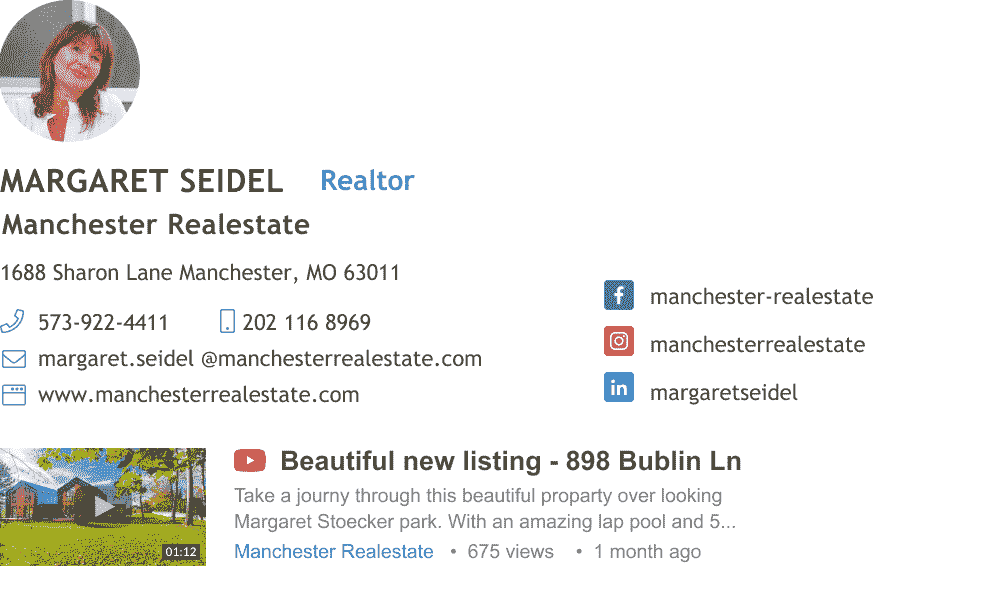 MARGARET SEIDEL Realtor
Manchester Realestate
1688 Sharon Lane Manchester, MO 63011
573-922-4411 202 116 8969
margaret.seidel @manchesterrealestate.com
www.manchesterrealestate.com
manchester-realestate
manchesterrealestate
in margaretseidel
01:12
Beautiful new listing - 898 Bublin Ln
Take a journy through this beautiful proparty over looking
Margaret Stoecker park. With an amazing lap pool and 5...
Manchester Realestate • 675 views • 1 month ago